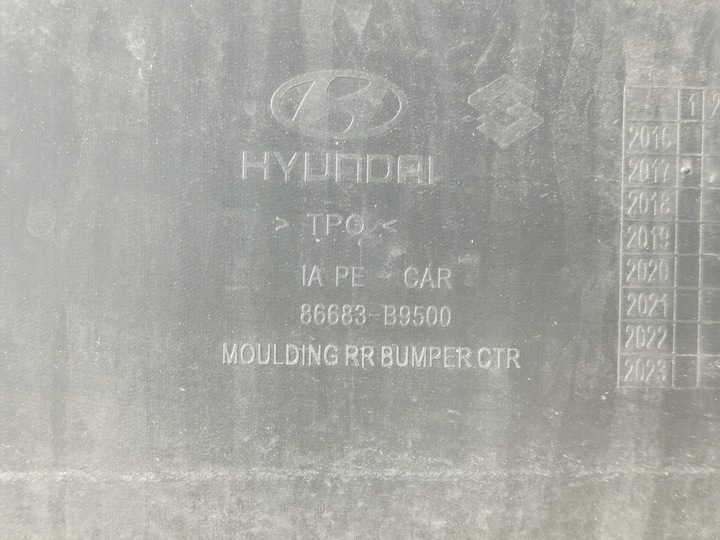 HYUNDAI
> TPO <
IA PE - CAR
86683-B9500
MOULDING RR BUMPER CTR
1 2
2016
2017
2018
2019
2020
2021
2022
2023